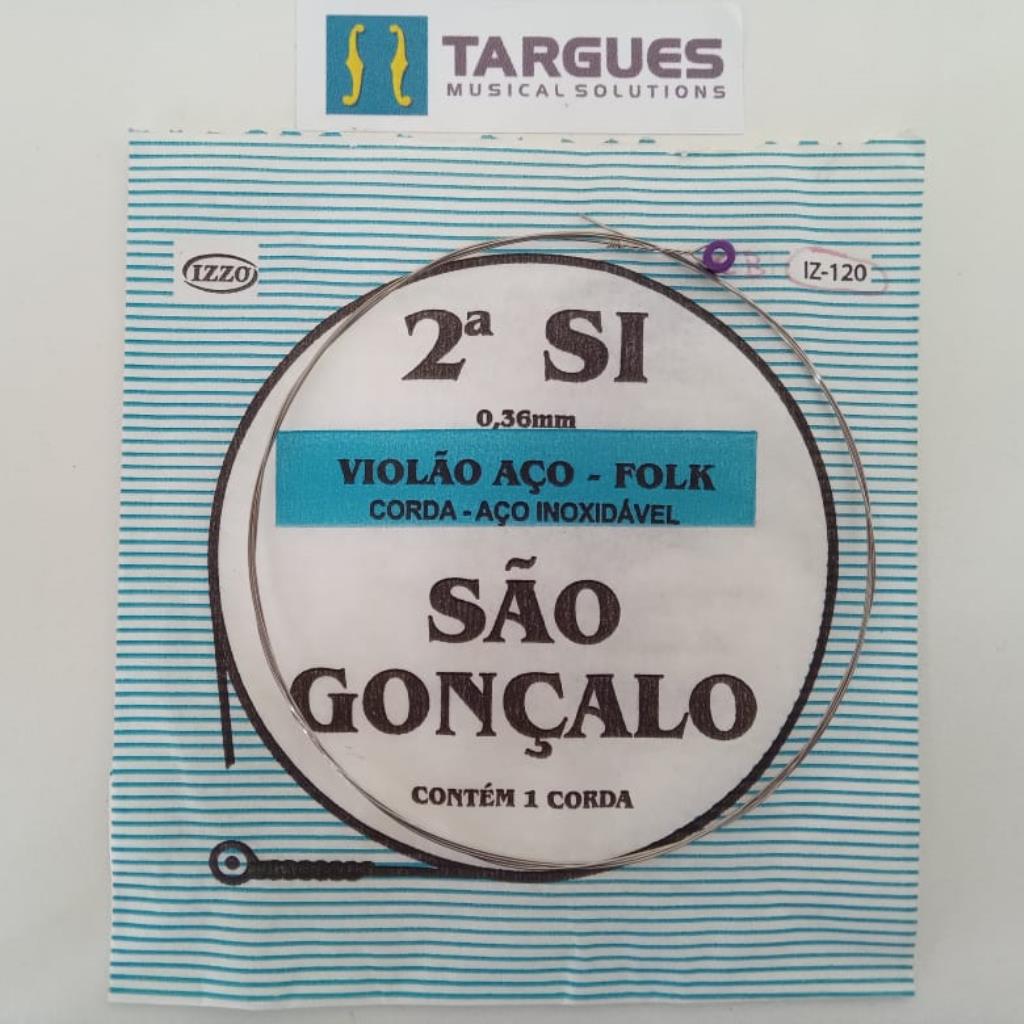 TARGUES
MUSICAL SOLUTIONS
IZZO
B
IZ-120
2ª SI
0,36mm
VIOLÃO AÇO - FOLK
CORDA - AÇO INOXIDÁVEL
SÃO
GONÇALO
CONTÉM 1 CORDA